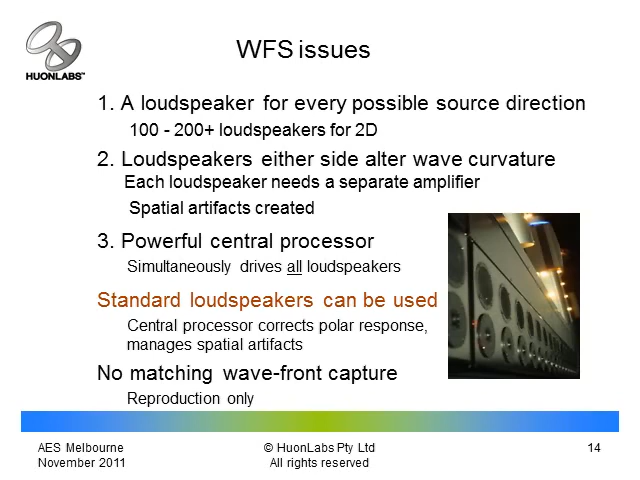 HUONLABS™
WFS issues
1. A loudspeaker for every possible source direction
100 - 200+ loudspeakers for 2D
2. Loudspeakers either side alter wave curvature
Each loudspeaker needs a separate amplifier
Spatial artifacts created
3. Powerful central processor
Simultaneously drives all loudspeakers
Standard loudspeakers can be used
Central processor corrects polar response,
manages spatial artifacts
No matching wave-front capture
Reproduction only
AES Melbourne
November 2011
© HuonLabs Pty Ltd
All rights reserved
14